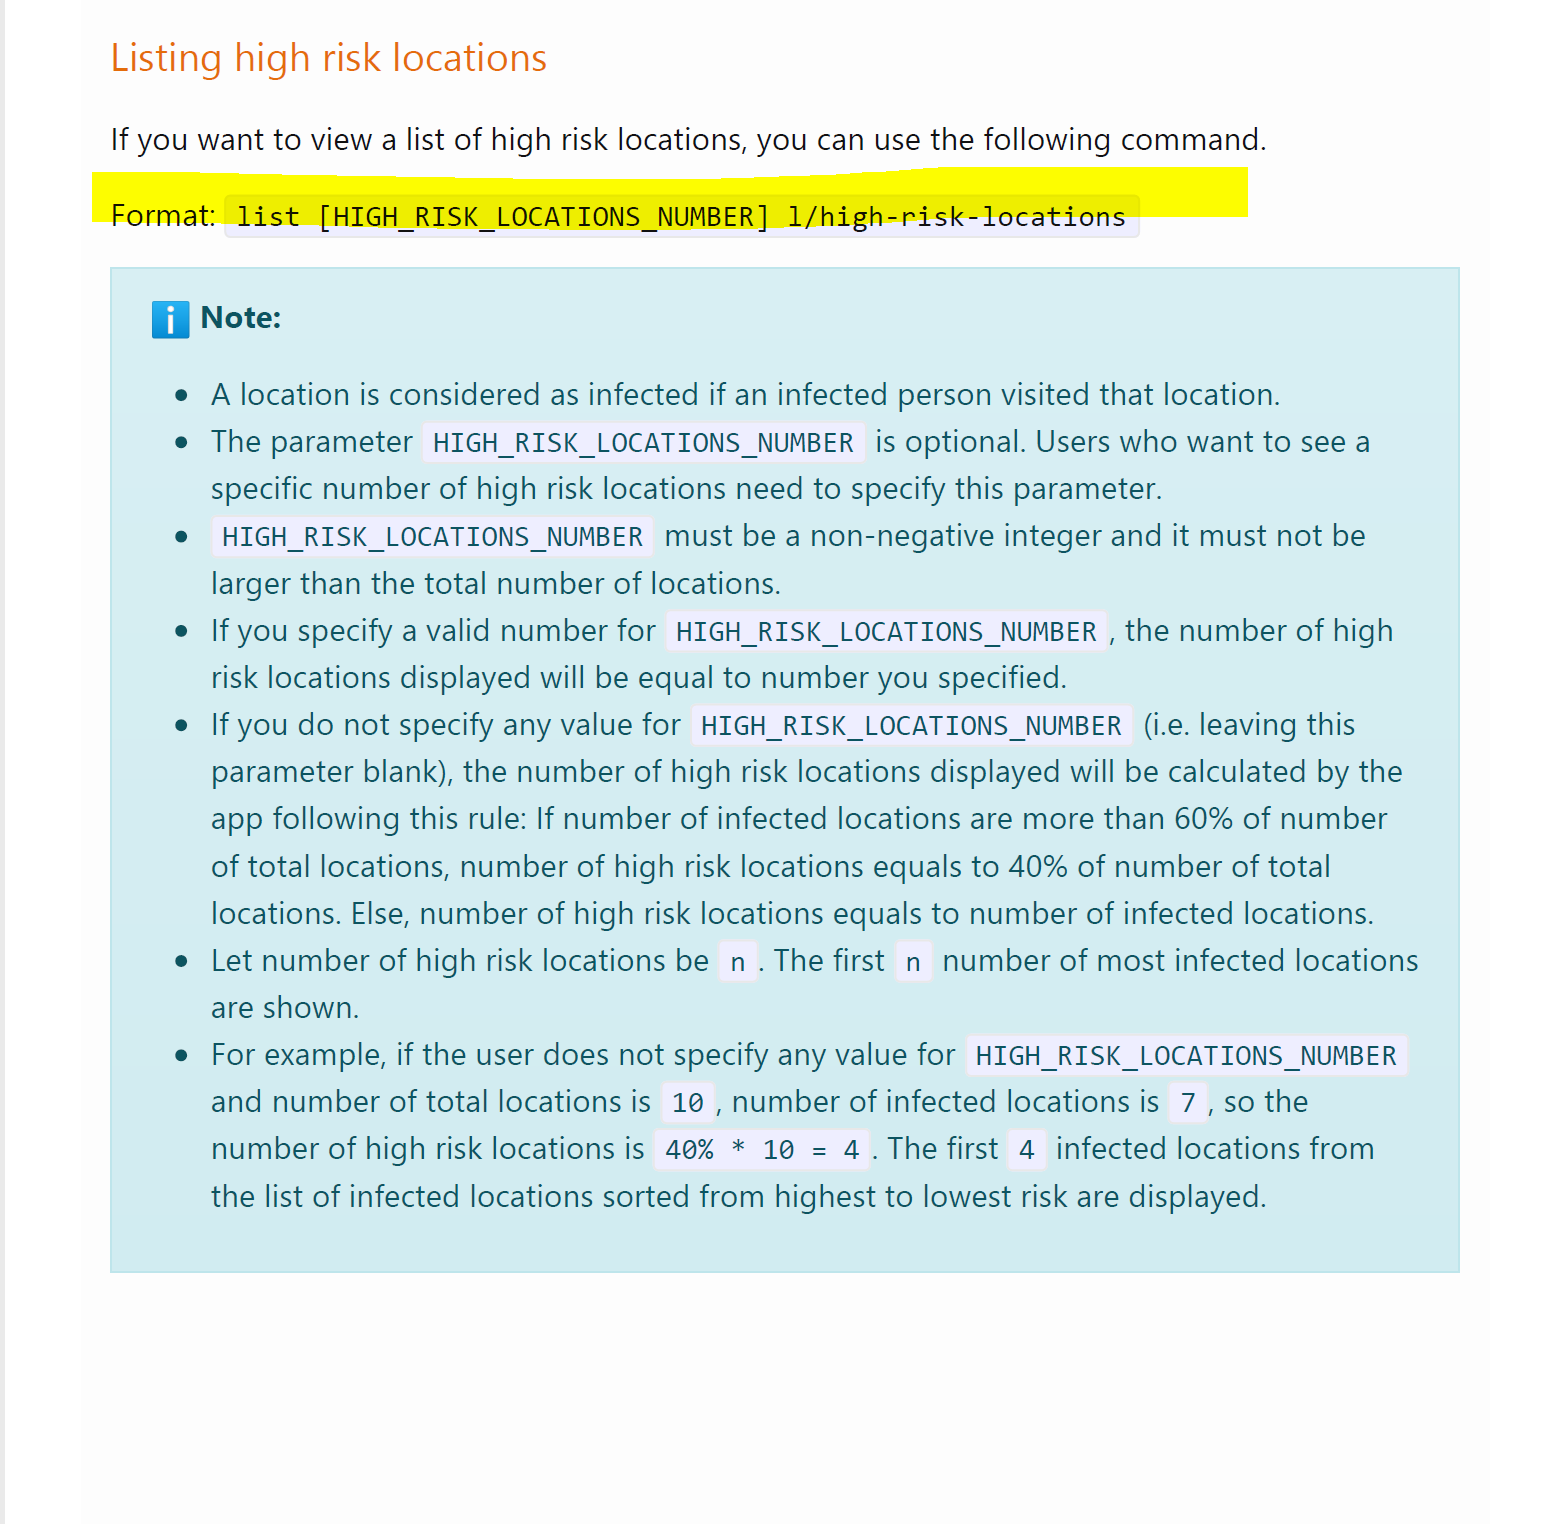 Listing high risk locations
If you want to view a list of high risk locations, you can use the following command.
Format: list [HIGH_RISK_LOCATIONS_NUMBER] l/high-risk-locations
i Note:
• A location is considered as infected if an infected person visited that location.
• The parameter HIGH_RISK_LOCATIONS_NUMBER is optional. Users who want to see a
specific number of high risk locations need to specify this parameter.
• HIGH_RISK_LOCATIONS_NUMBER must be a non-negative integer and it must not be
larger than the total number of locations.
• If you specify a valid number for HIGH_RISK_LOCATIONS_NUMBER, the number of high
risk locations displayed will be equal to number you specified.
• If you do not specify any value for HIGH_RISK_LOCATIONS_NUMBER (i.e. leaving this
parameter blank), the number of high risk locations displayed will be calculated by the
app following this rule: If number of infected locations are more than 60% of number
of total locations, number of high risk locations equals to 40% of number of total
locations. Else, number of high risk locations equals to number of infected locations.
• Let number of high risk locations be n. The first n number of most infected locations
are shown.
• For example, if the user does not specify any value for HIGH_RISK_LOCATIONS_NUMBER
and number of total locations is 10, number of infected locations is 7, so the
number of high risk locations is 40% * 10 = 4. The first 4 infected locations from
the list of infected locations sorted from highest to lowest risk are displayed.